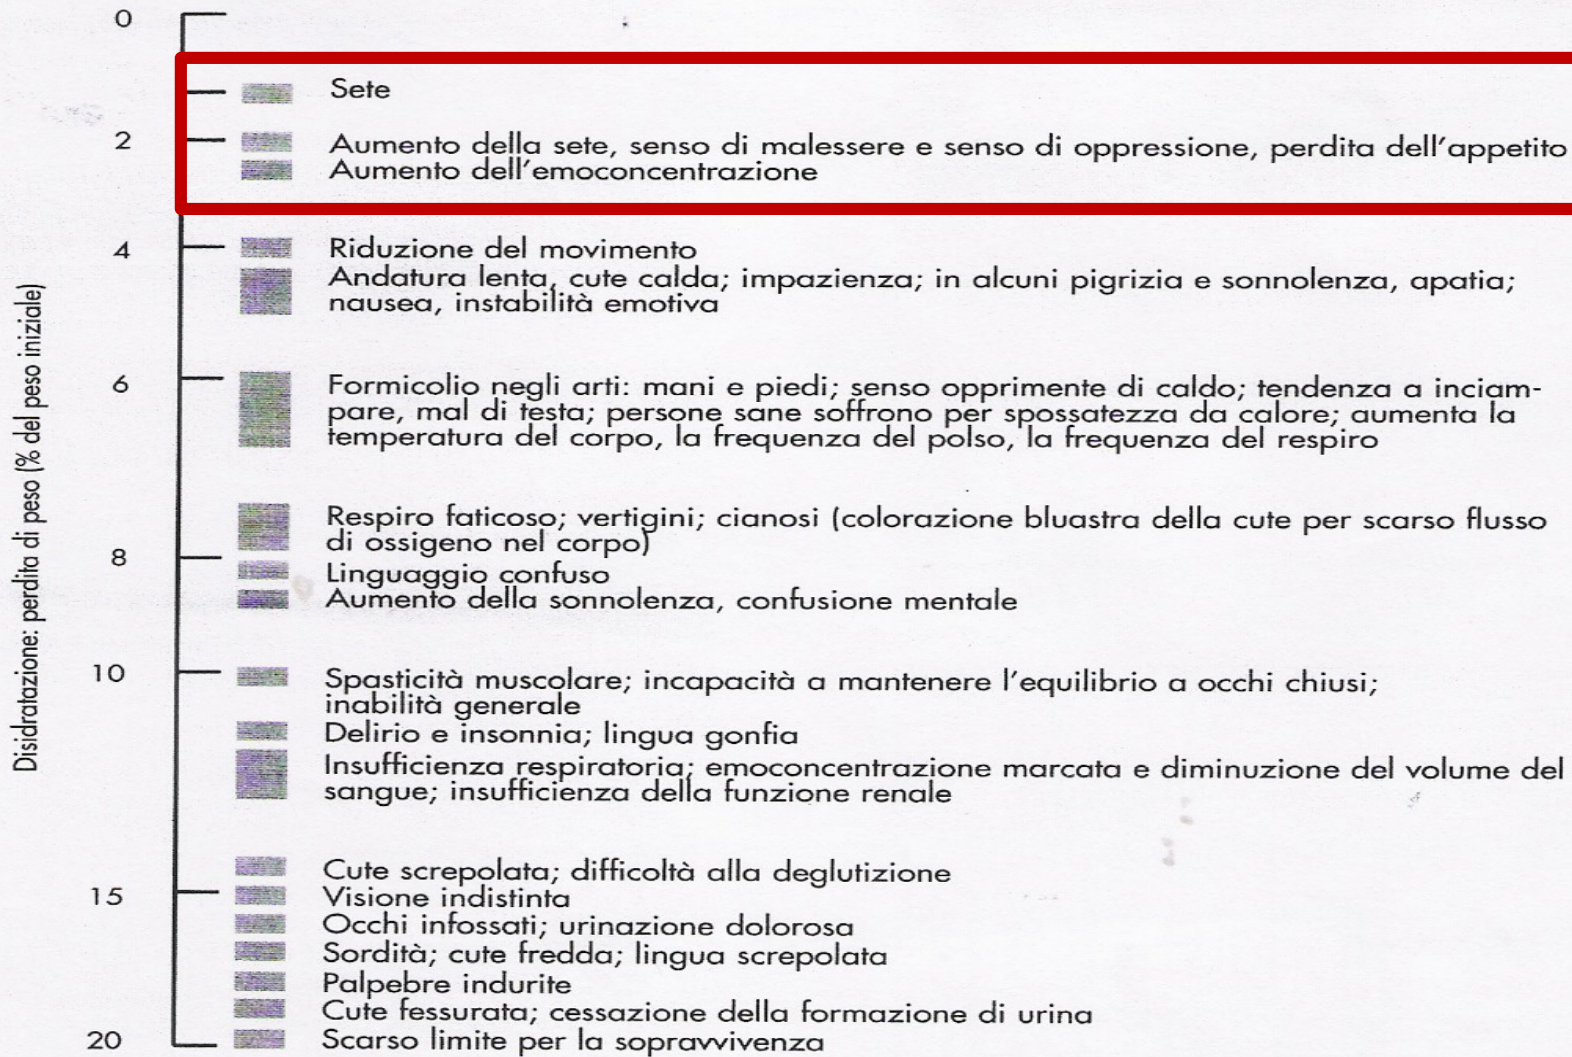 0
Sete
2
Aumento della sete, senso di malessere e senso di oppressione, perdita dell'appetito
Aumento dell'emoconcentrazione
4
Riduzione del movimento
Andatura lenta, cute calda; impazienza; in alcuni pigrizia e sonnolenza, apatia;
nausea, instabilità emotiva
Disidratazione: perdita di peso (% del peso iniziale)
6
Formicolio negli arti: mani e piedi; senso opprimente di caldo; tendenza a inciam-
pare, mal di testa; persone sane soffrono per spossatezza da calore; aumenta la
temperatura del corpo, la frequenza del polso, la frequenza del respiro
Respiro faticoso; vertigini; cianosi (colorazione bluastra della cute per scarso flusso
di ossigeno nel corpo)
8
Linguaggio confuso
Aumento della sonnolenza, confusione mentale
10
Spasticità muscolare; incapacità a mantenere l'equilibrio a occhi chiusi;
inabilità generale
Delirio e insonnia; lingua gonfia
Insufficienza respiratoria; emoconcentrazione marcata e diminuzione del volume del
sangue; insufficienza della funzione renale
Cute screpolata; difficoltà alla deglutizione
15
Visione indistinta
Occhi infossati; urinazione dolorosa
Sordità; cute fredda; lingua screpolata
Palpebre indurite
Cute fessurata; cessazione della formazione di urina
20
Scarso limite per la sopravvivenza